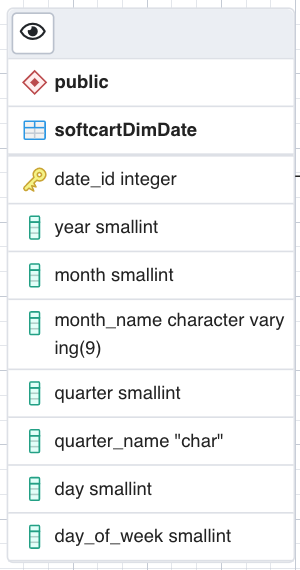 public
softcartDimDate
date_id integer
year smallint
month smallint
month_name character vary
ing(9)
quarter smallint
quarter_name "char"
day smallint
day_of_week smallint